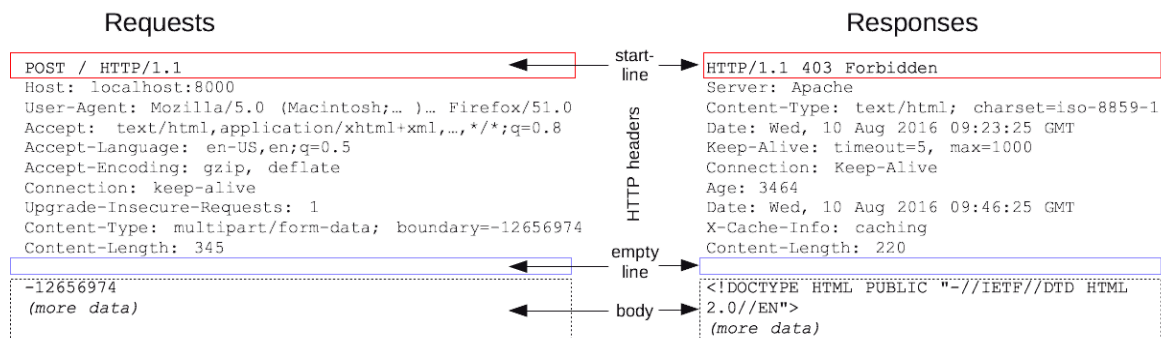 Requests
POST / HTTP/1.1
Host: localhost:8000
User-Agent: Mozilla/5.0 (Macintosh;… )… Firefox/51.0
Accept: text/html,application/xhtml+xml,…,*/*;q=0.8
Accept-Language: en-US,en;q=0.5
Accept-Encoding: gzip, deflate
Connection: keep-alive
Upgrade-Insecure-Requests: 1
Content-Type: multipart/form-data; boundary=-12656974
Content-Length: 345
-12656974
(more data)
start-
line
HTTP headers
empty
line
body
Responses
HTTP/1.1 403 Forbidden
Server: Apache
Content-Type: text/html; charset=iso-8859-1
Date: Wed, 10 Aug 2016 09:23:25 GMT
Keep-Alive: timeout=5, max=1000
Connection: Keep-Alive
Age: 3464
Date: Wed, 10 Aug 2016 09:46:25 GMT
X-Cache-Info: caching
Content-Length: 220
<!DOCTYPE HTML PUBLIC "-//IETF//DTD HTML
2.0//EN">
(more data)